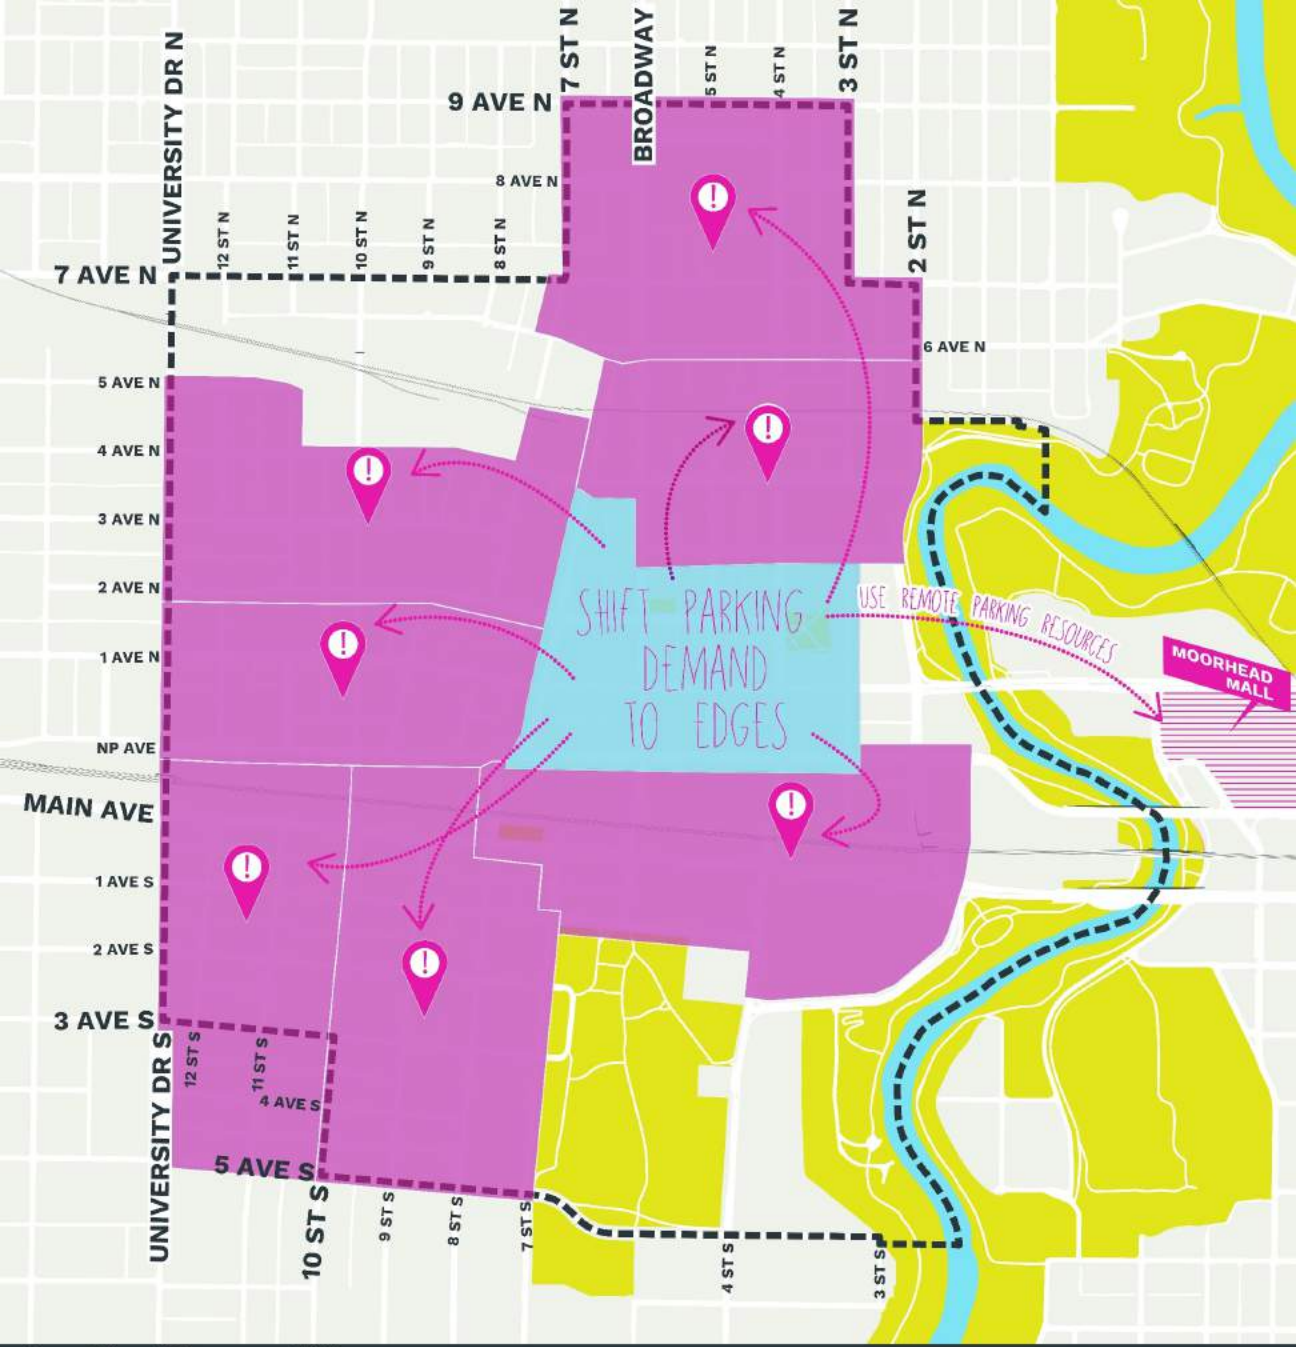 UNIVERSITY DR N
7 ST N
BROADWAY
5 ST N
4 ST N
3 ST N
9 AVE N
8 AVE N
12 ST N
11 ST N
10 ST N
9 ST N
8 ST N
2 ST N
7 AVE N
6 AVE N
5 AVE N
4 AVE N
3 AVE N
2 AVE N
SHIFT PARKING
DEMAND
TO EDGES
USE REMOTE PARKING RESOURCES
MOORHEAD
MALL
1 AVE N
NP AVE
MAIN AVE
1 AVE S
2 AVE S
3 AVE S
UNIVERSITY DR S
12 ST S
11 ST S
4 AVE S
5 AVE S
10 ST S
9 ST S
8 ST S
7 ST S
4 ST S
3 ST S
!
!
!
!
!
!
!